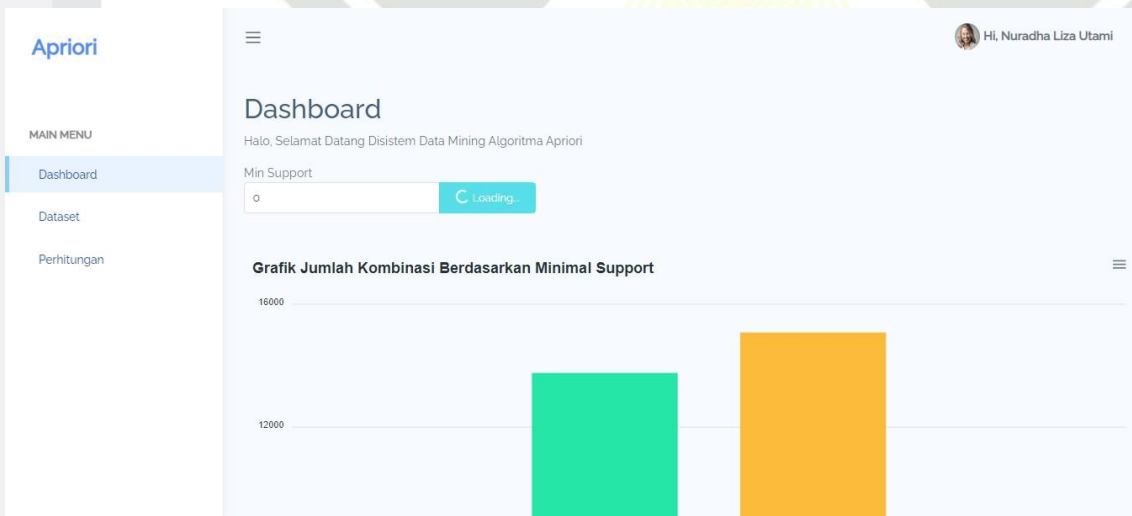 Apriori
Hi, Nuradha Liza Utami
MAIN MENU
Dashboard
Dataset
Perhitungan
Dashboard
Halo, Selamat Datang Disistem Data Mining Algoritma Apriori
Min Support
0
Loading...
Grafik Jumlah Kombinasi Berdasarkan Minimal Support
16000
12000